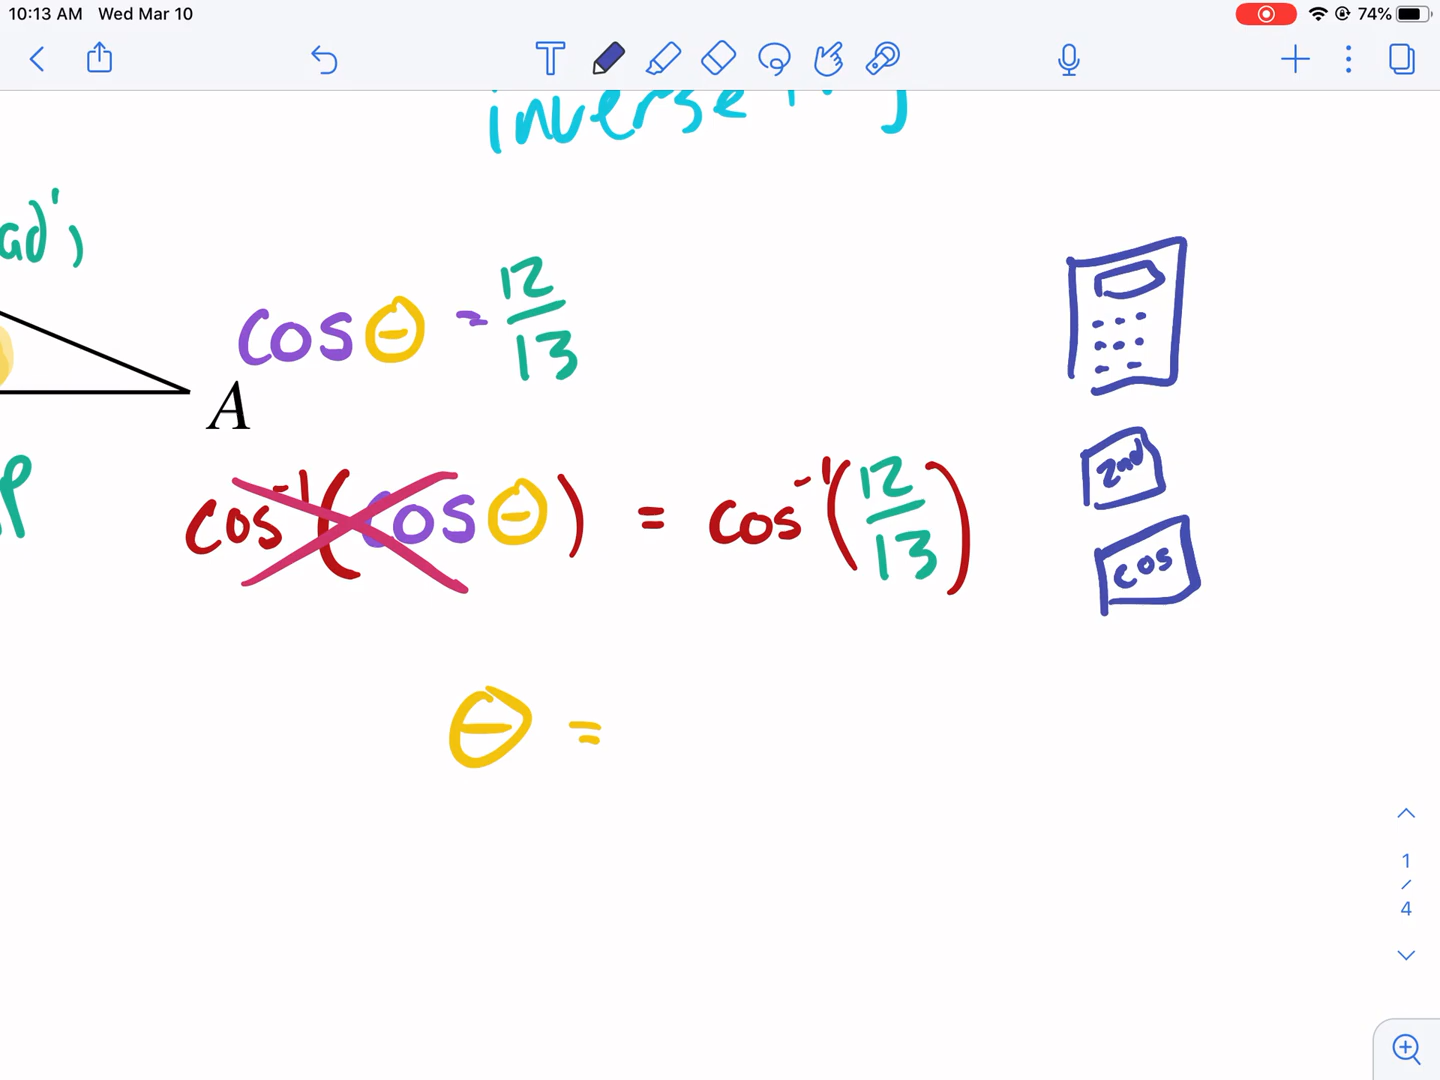 10:13 AM Wed Mar 10
74%
T
inverse
ad';
cos θ = 12/13
A
cos⁻¹(cos θ) = cos⁻¹(12/13)
2nd
cos
θ =
1
/
4